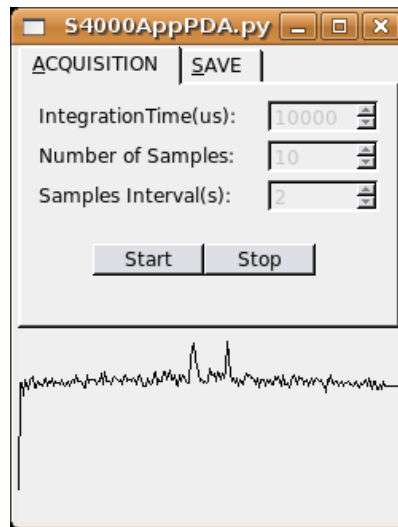 S4000AppPDA.py
ACQUISITION SAVE
IntegrationTime(us): 10000
Number of Samples: 10
Samples Interval(s): 2
Start Stop